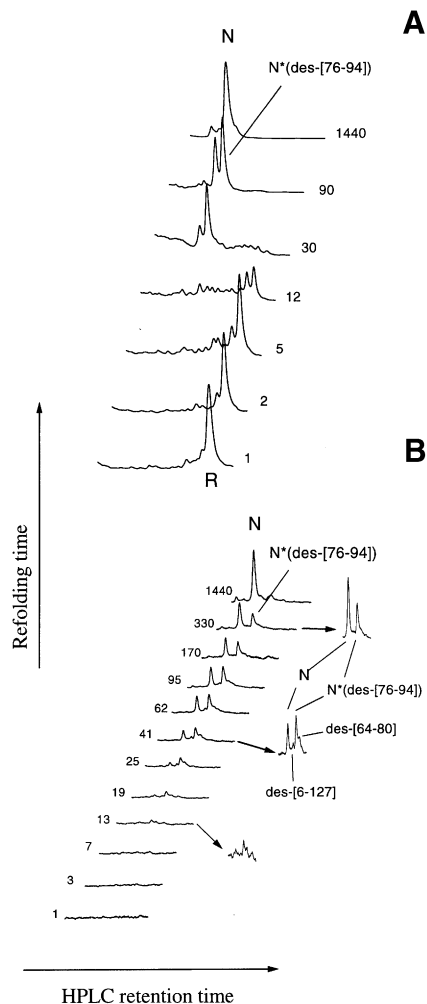 A
N
N*(des-[76-94])
1440
90
30
12
5
2
1
R
B
N
N*(des-[76-94])
1440
330
170
95
62
41
25
19
13
7
3
1
N
N*(des-[76-94])
des-[64-80]
des-[6-127]
Refolding time
HPLC retention time